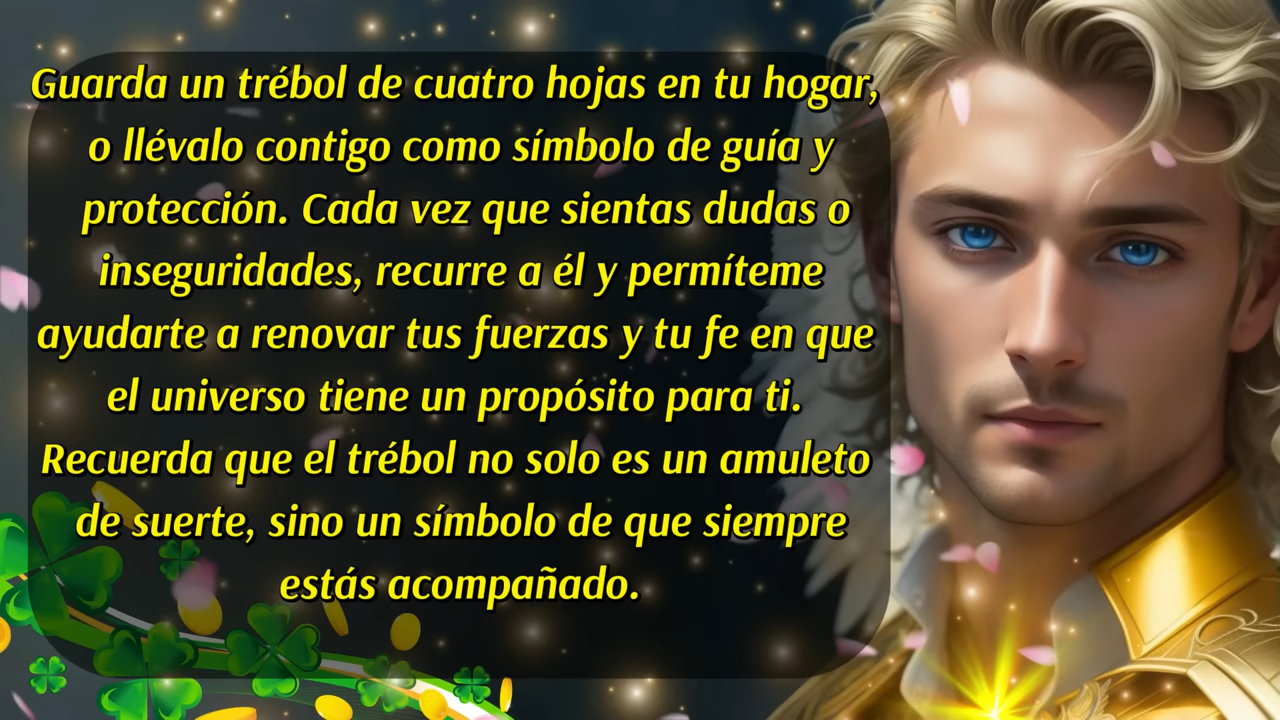 Guarda un trébol de cuatro hojas en tu hogar,
o llévalo contigo como símbolo de guía y
protección. Cada vez que sientas dudas o
inseguridades, recurre a él y permíteme
ayudarte a renovar tus fuerzas y tu fe en que
el universo tiene un propósito para ti.
Recuerda que el trébol no solo es un amuleto
de suerte, sino un símbolo de que siempre
estás acompañado.